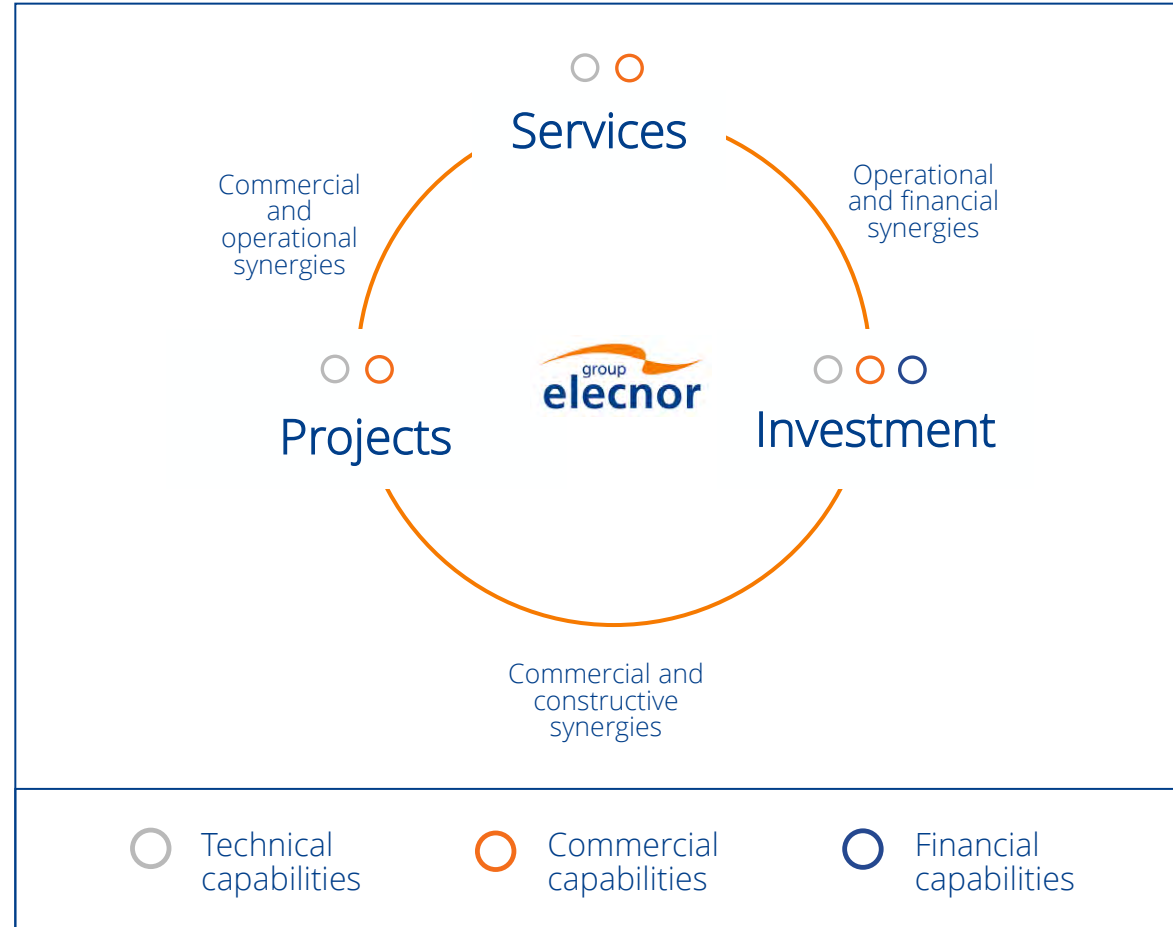 Services
Commercial
and
operational
synergies
Operational
and financial
synergies
group
elecnor
Projects
Investment
Commercial and
constructive
synergies
Technical
capabilities
Commercial
capabilities
Financial
capabilities